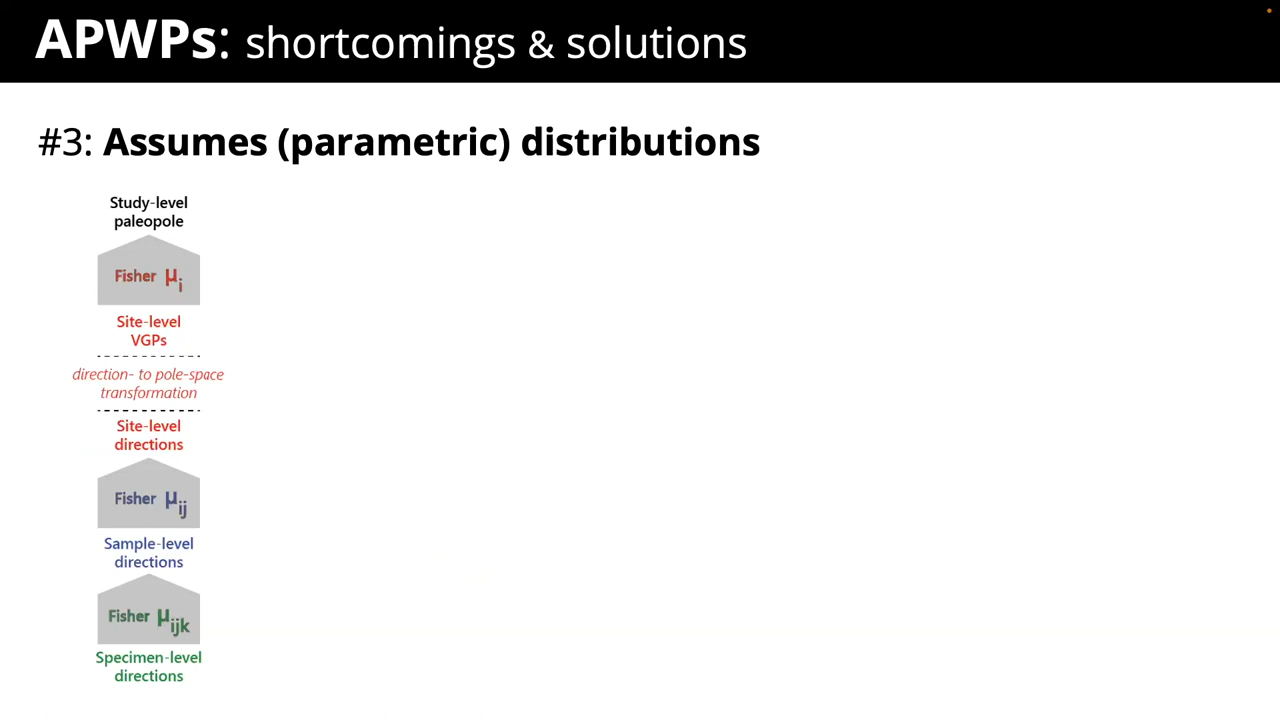 APWPs: shortcomings & solutions
#3: Assumes (parametric) distributions
Study-level
paleopole
Fisher μi
Site-level
VGPs
direction- to pole-space
transformation
Site-level
directions
Fisher μij
Sample-level
directions
Fisher μijk
Specimen-level
directions